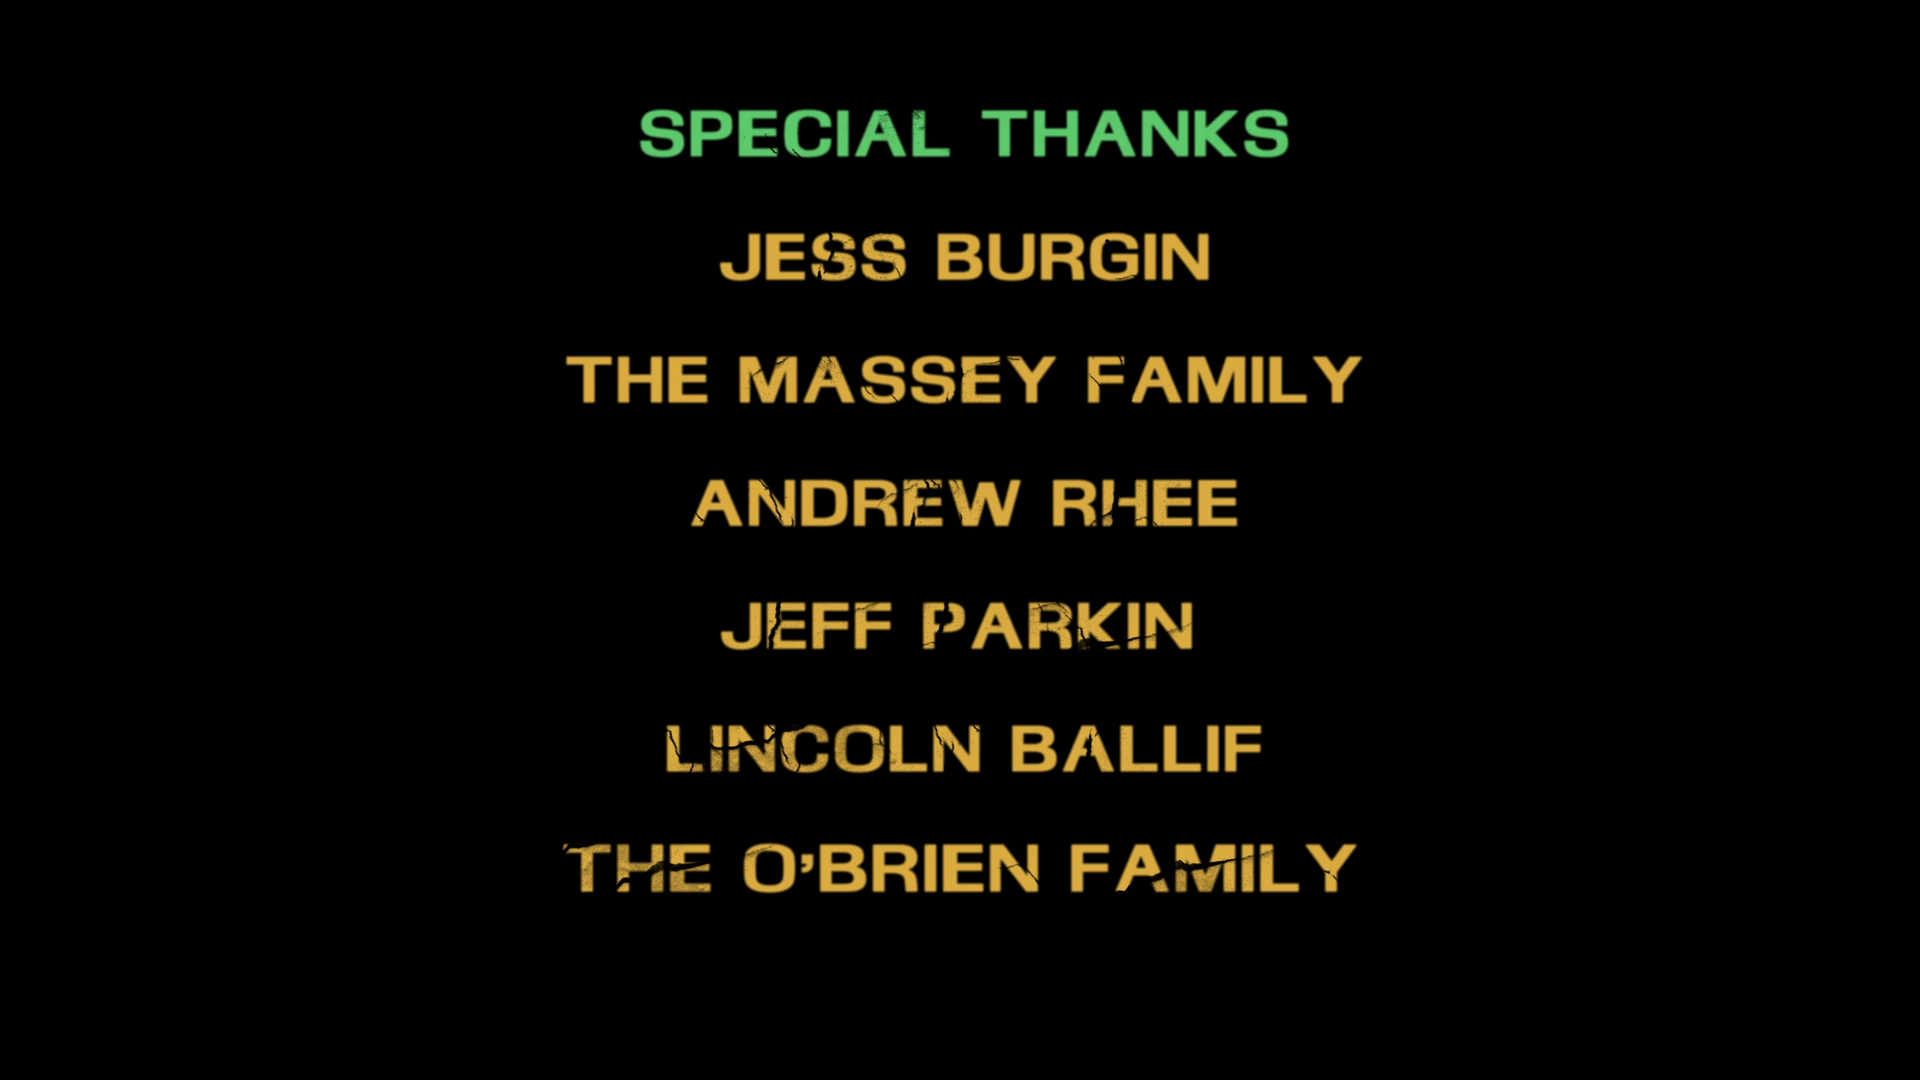 SPECIAL THANKS
JESS BURGIN
THE MASSEY FAMILY
ANDREW RHEE
JEFF PARKIN
LINCOLN BALLIF
THE O’BRIEN FAMILY